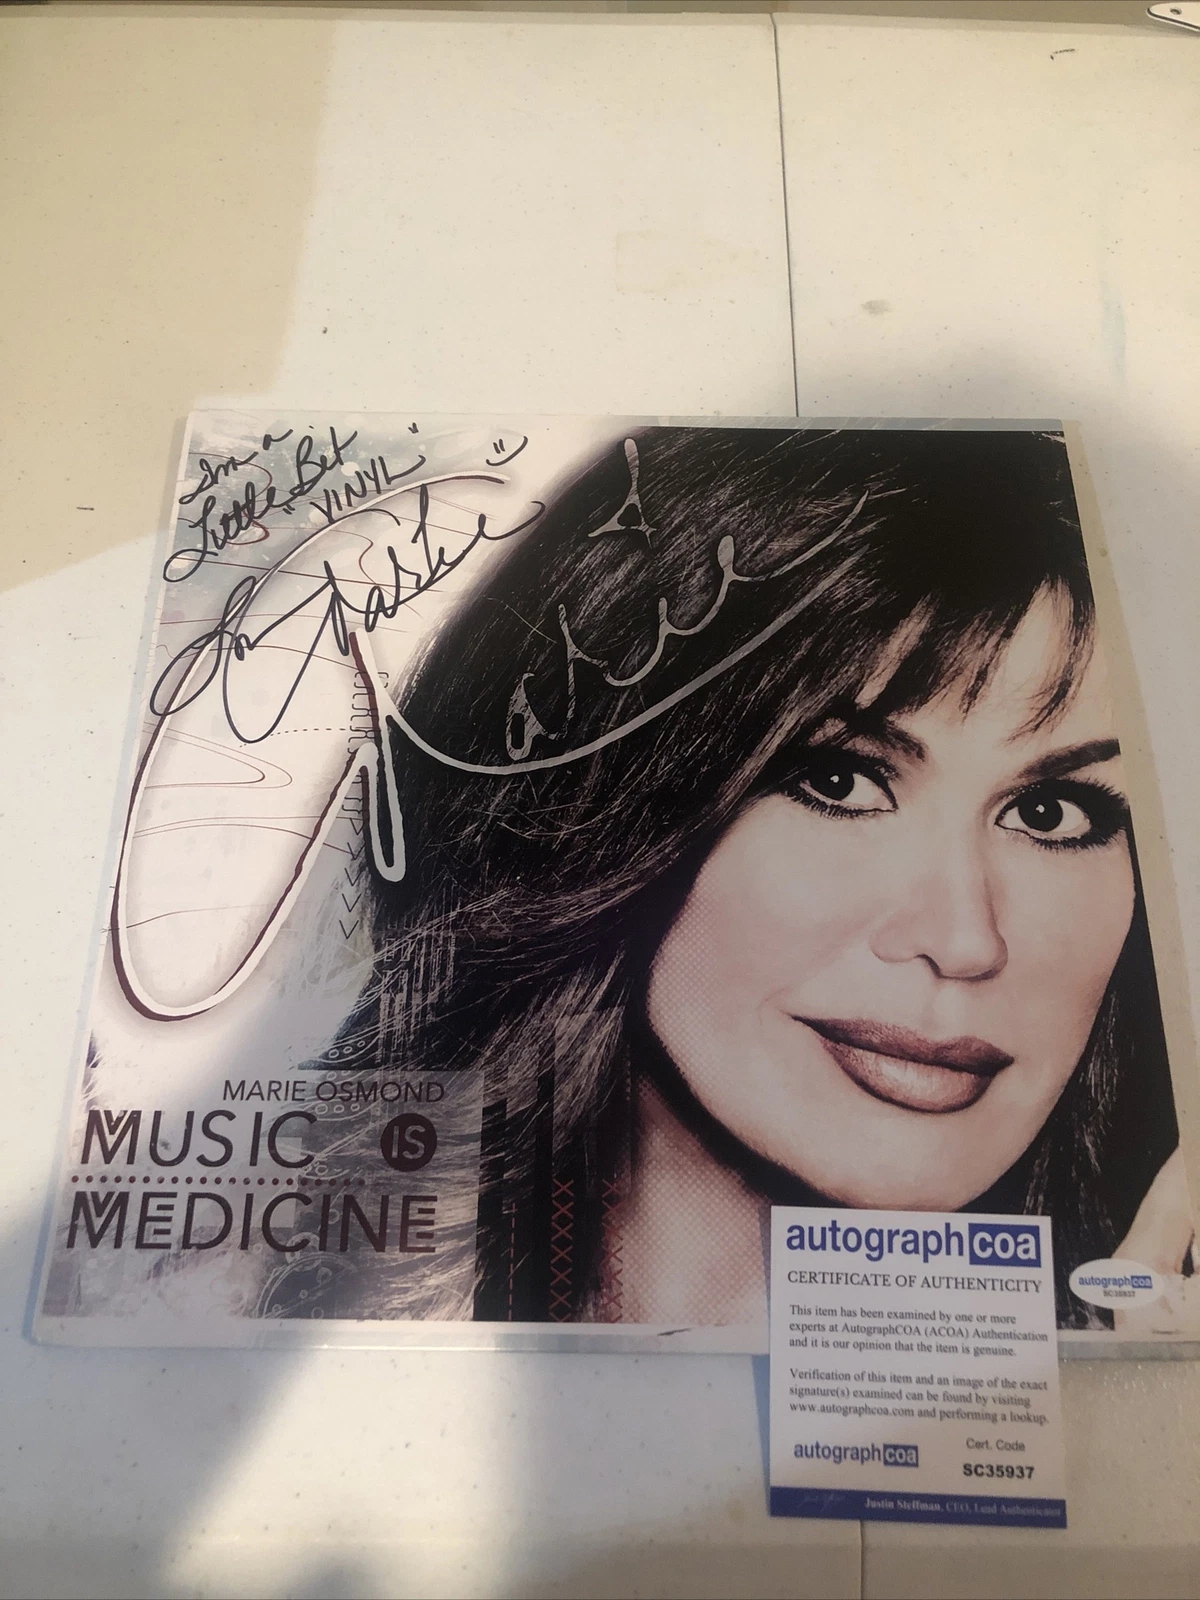 Im a
Little Bit
"VINYL"
Love
Marie
Marie
MARIE OSMOND
MUSIC IS
MEDICINE
autographcoa
SC35937
autographcoa
CERTIFICATE OF AUTHENTICITY
This item has been examined by one or more
experts at AutographCOA (ACOA) Authentication
and it is our opinion that the item is genuine.
Verification of this item and an image of the exact
signature(s) examined can be found by visiting
www.autographcoa.com and performing a lookup.
autographcoa
Cert. Code
SC35937
Justin Steffman, CEO, Lead Authenticator